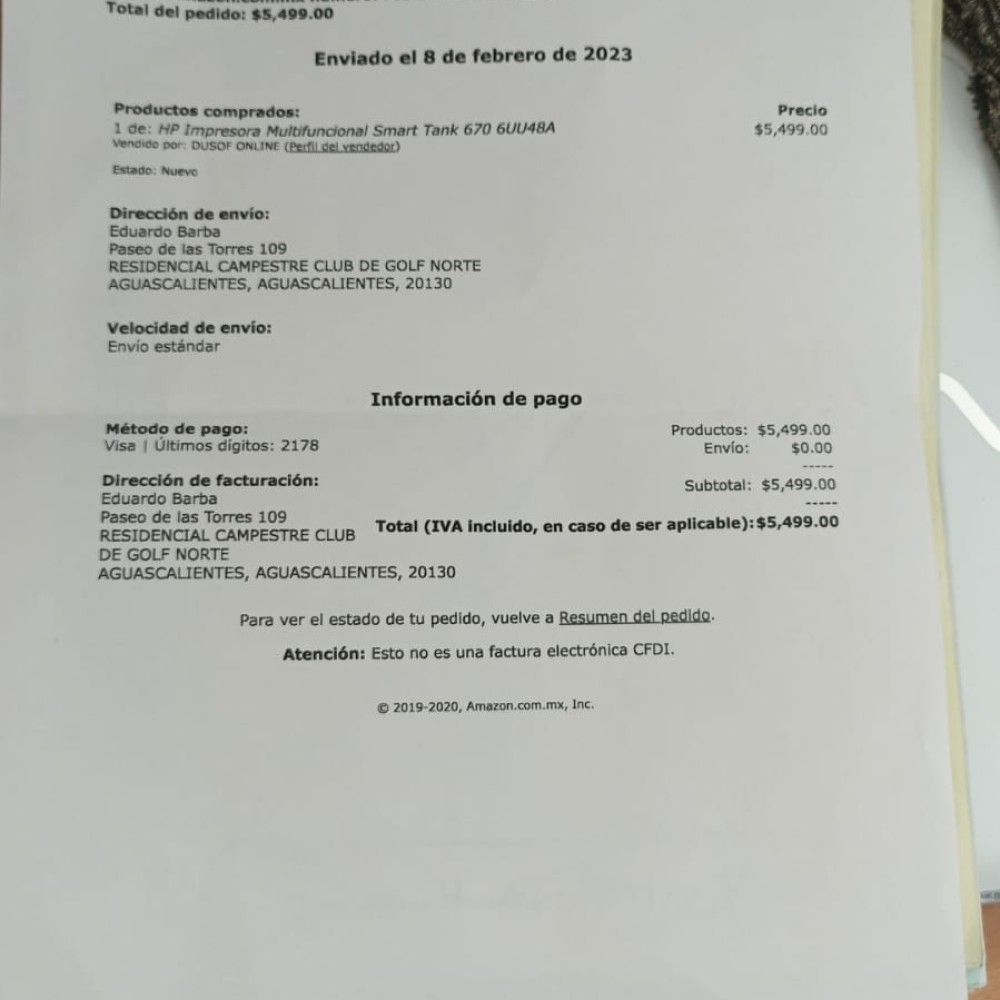 Total del pedido: $5,499.00
Enviado el 8 de febrero de 2023
Productos comprados:
Precio
1 de: HP Impresora Multifuncional Smart Tank 670 6UU48A
$5,499.00
Vendido por: DUSOF ONLINE (Perfil del vendedor)
Estado: Nuevo
Dirección de envío:
Eduardo Barba
Paseo de las Torres 109
RESIDENCIAL CAMPESTRE CLUB DE GOLF NORTE
AGUASCALIENTES, AGUASCALIENTES, 20130
Velocidad de envío:
Envío estándar
Información de pago
Método de pago:
Visa | Últimos dígitos: 2178
Dirección de facturación:
Eduardo Barba
Paseo de las Torres 109
RESIDENCIAL CAMPESTRE CLUB
DE GOLF NORTE
AGUASCALIENTES, AGUASCALIENTES, 20130
Productos: $5,499.00
Envío: $0.00
-----
Subtotal: $5,499.00
-----
Total (IVA incluido, en caso de ser aplicable): $5,499.00
Para ver el estado de tu pedido, vuelve a Resumen del pedido.
Atención: Esto no es una factura electrónica CFDI.
© 2019-2020, Amazon.com.mx, Inc.